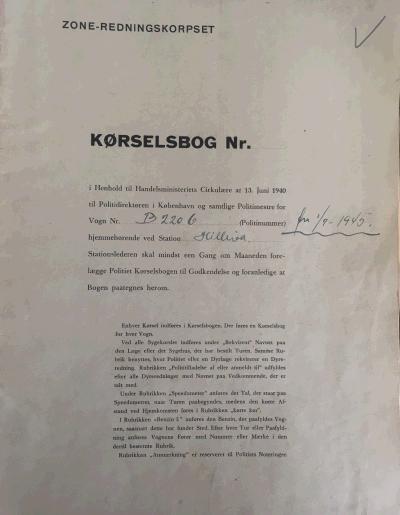 ZONE-REDNINGSKORPSET
KØRSELSBOG Nr.
i Henhold til Handelsministeriets Cirkulære af 13. Juni 1940
til Politidirektøren i København og samtlige Politimestre for
Vogn Nr. B 2206 (Politinummer) fra 1/9-1945.
hjemmehørende ved Station Hillerød.
Stationslederen skal mindst een Gang om Maaneden fore-
lægge Politiet Kørselsbogen til Godkendelse og foranledige at
Bogen paategnes herom.
Enhver Kørsel indføres i Kørselsbogen. Der føres en Kørselsbog
for hver Vogn.
Ved alle Sygekørsler indføres under „Rekvirent" Navnet paa
den Læge eller det Sygehus, der har bestilt Turen. Samme Ru-
brik benyttes, hvor Politiet eller en Dyrlæge rekvirerer en Dyre-
redning. Rubrikken „Polititilladelse af eller anmeldt til" udfyldes
efter alle Dyreredninger med Navnet paa Vedkommende, der er
talt med.
Under Rubrikken „Speedometer" anføres det Tal, der staar paa
Speedometret, naar Turen paabegyndes, medens den kørte Af-
stand ved Hjemkomsten føres i Rubrikken „kørte km".
I Rubrikken »Benzin L" anføres den Benzin, der paafyldes Vog-
nen, saasnart dette har fundet Sted. Efter hver Tur eller Paafyld-
ning anføres Vognens Fører med Nummer eller Mærke i den
dertil bestemte Rubrik.
Rubrikken „Anmærkning" er reserveret til Politiets Noteringer